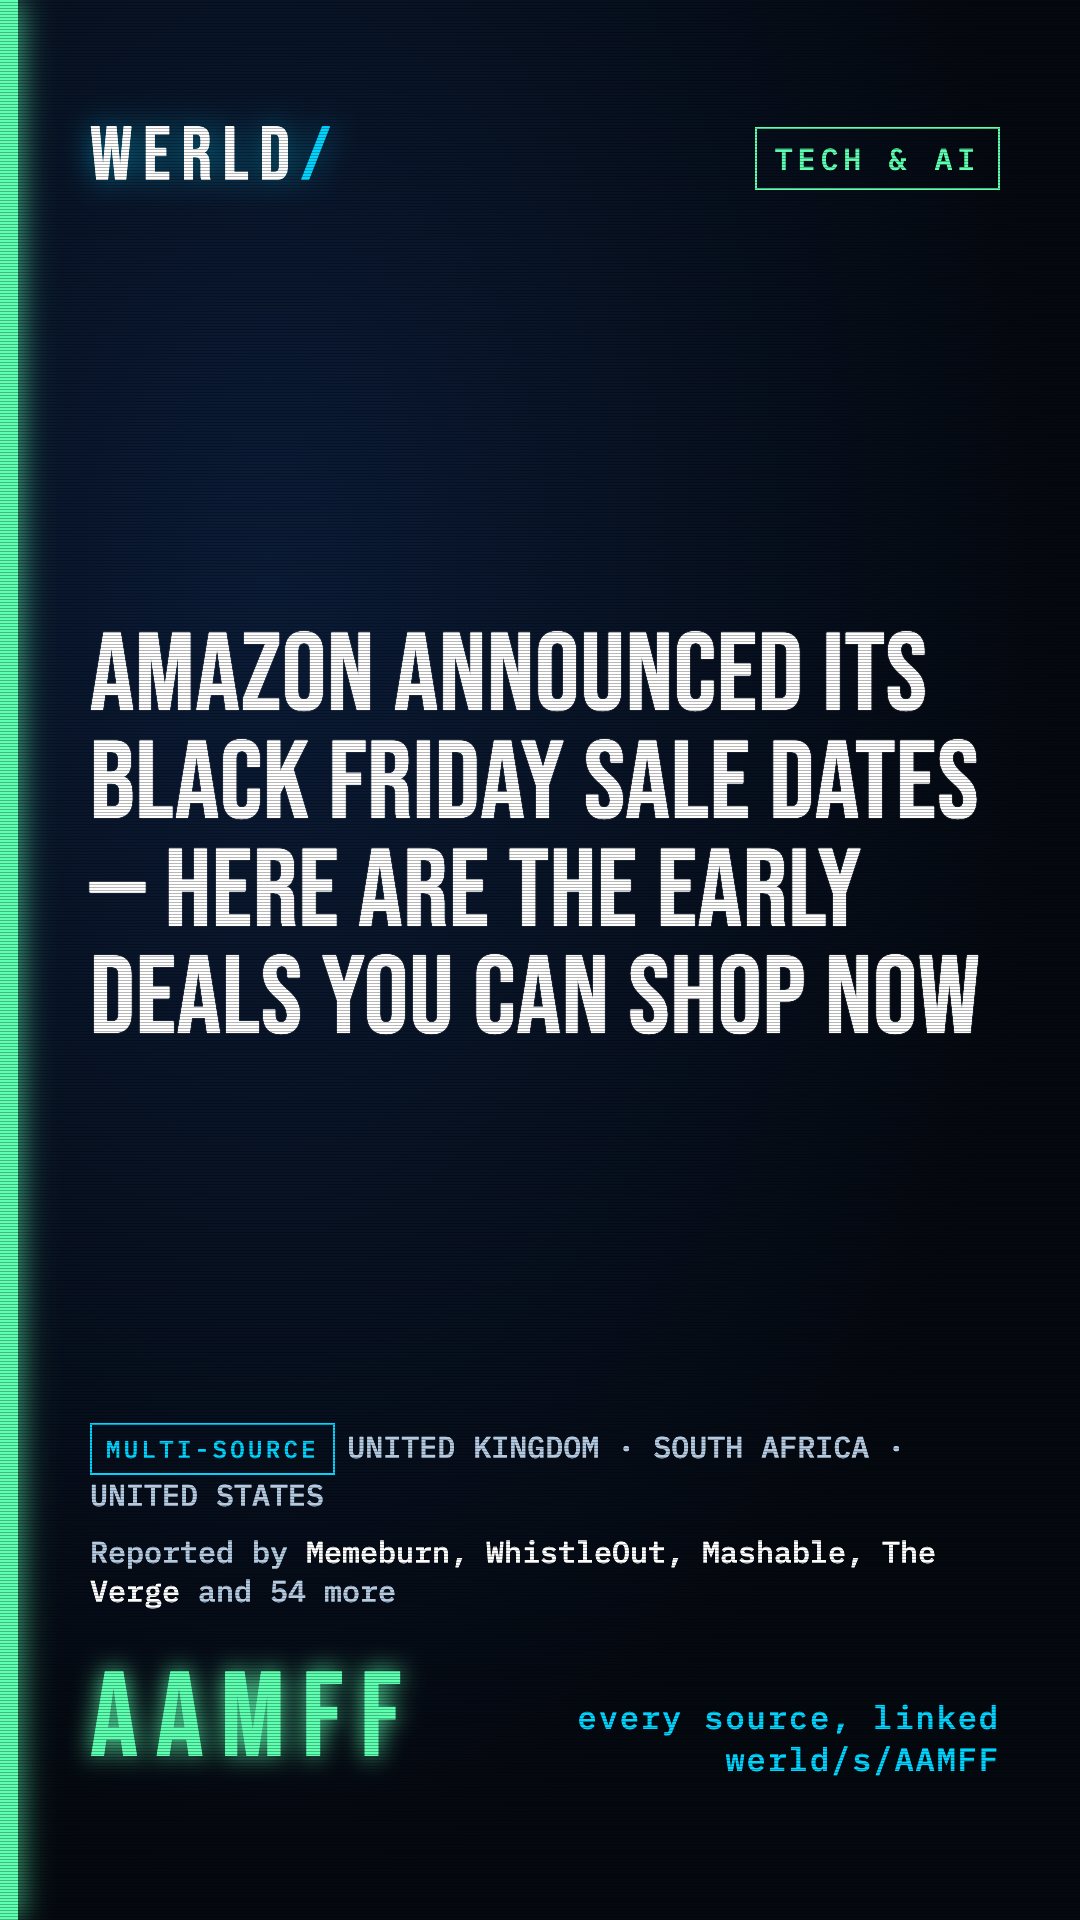 WERLD/
TECH & AI
AMAZON ANNOUNCED ITS
BLACK FRIDAY SALE DATES
— HERE ARE THE EARLY
DEALS YOU CAN SHOP NOW
MULTI-SOURCE UNITED KINGDOM · SOUTH AFRICA ·
UNITED STATES
Reported by Memeburn, WhistleOut, Mashable, The
Verge and 54 more
AAMFF
every source, linked
werld/s/AAMFF